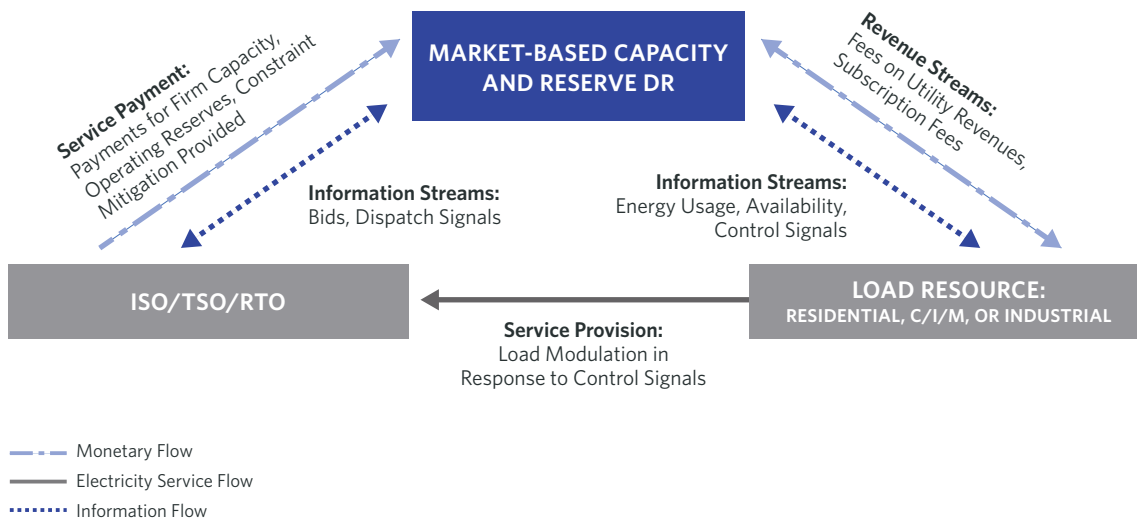 MARKET-BASED CAPACITY
AND RESERVE DR
Service Payment:
Payments for Firm Capacity,
Operating Reserves, Constraint
Mitigation Provided
Revenue Streams:
Fees on Utility Revenues,
Subscription Fees
Information Streams:
Bids, Dispatch Signals
Information Streams:
Energy Usage, Availability,
Control Signals
ISO/TSO/RTO
LOAD RESOURCE:
RESIDENTIAL, C/I/M, OR INDUSTRIAL
Service Provision:
Load Modulation in
Response to Control Signals
Monetary Flow
Electricity Service Flow
Information Flow